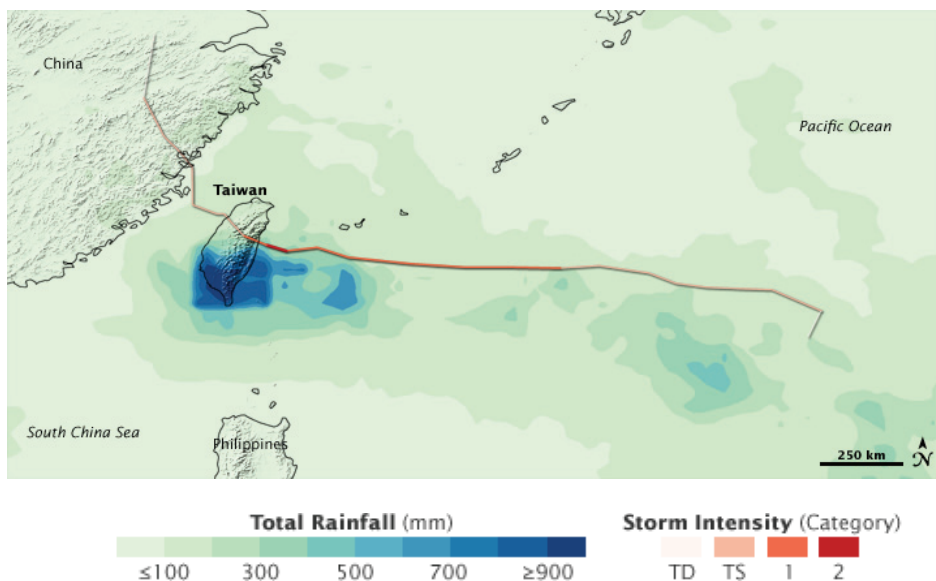 China
Pacific Ocean
Taiwan
South China Sea
Philippines
250 km
N
Total Rainfall (mm)
≤100 300 500 700 ≥900
Storm Intensity (Category)
TD TS 1 2